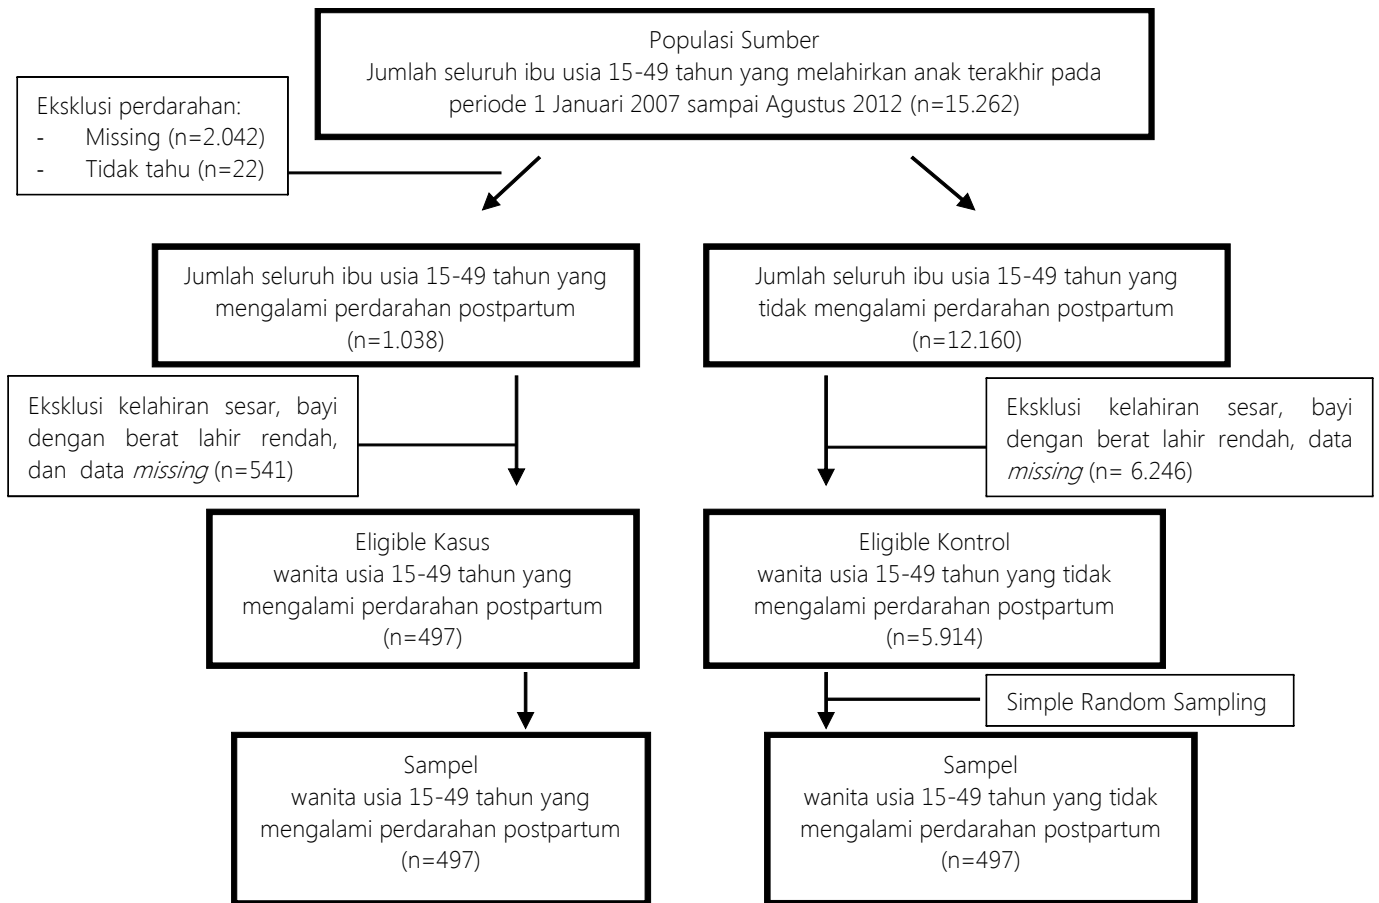 Populasi Sumber
Jumlah seluruh ibu usia 15-49 tahun yang melahirkan anak terakhir pada
periode 1 Januari 2007 sampai Agustus 2012 (n=15.262)
Eksklusi perdarahan:
- Missing (n=2.042)
- Tidak tahu (n=22)
Jumlah seluruh ibu usia 15-49 tahun yang
mengalami perdarahan postpartum
(n=1.038)
Jumlah seluruh ibu usia 15-49 tahun yang
tidak mengalami perdarahan postpartum
(n=12.160)
Eksklusi kelahiran sesar, bayi
dengan berat lahir rendah,
dan data missing (n=541)
Eksklusi kelahiran sesar, bayi
dengan berat lahir rendah, data
missing (n= 6.246)
Eligible Kasus
wanita usia 15-49 tahun yang
mengalami perdarahan postpartum
(n=497)
Eligible Kontrol
wanita usia 15-49 tahun yang tidak
mengalami perdarahan postpartum
(n=5.914)
Simple Random Sampling
Sampel
wanita usia 15-49 tahun yang
mengalami perdarahan postpartum
(n=497)
Sampel
wanita usia 15-49 tahun yang tidak
mengalami perdarahan postpartum
(n=497)